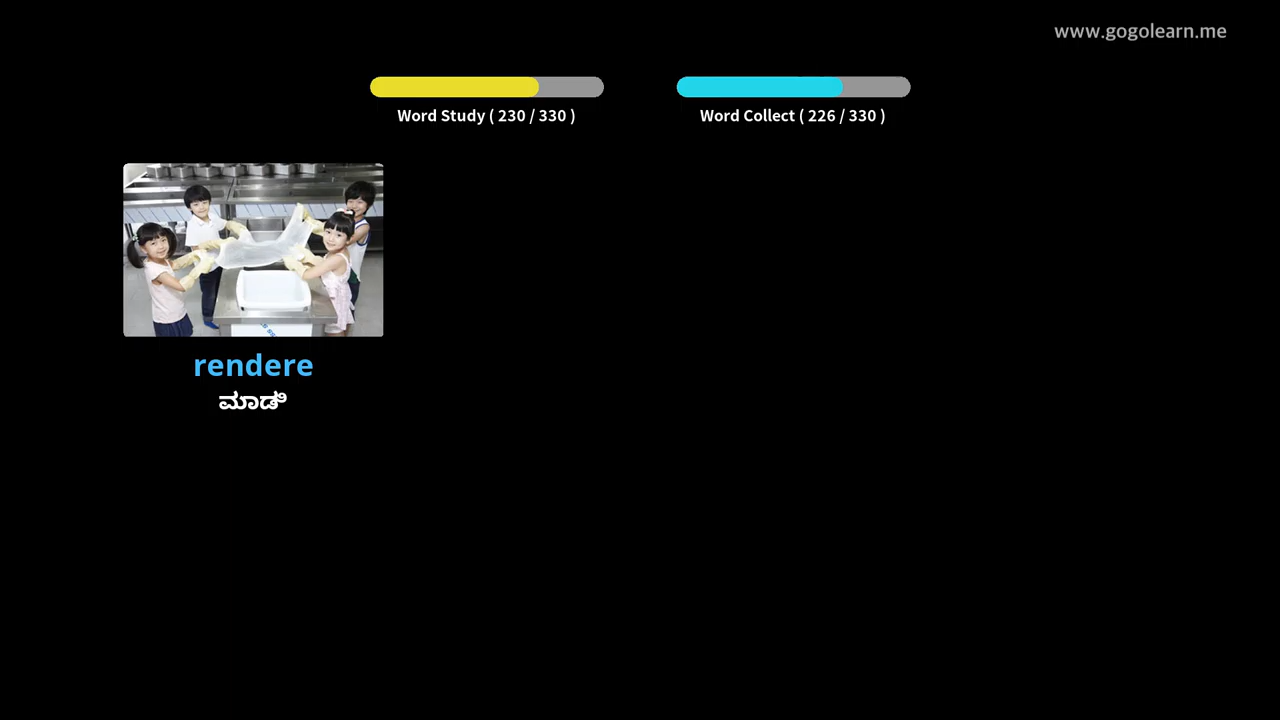 www.gogolearn.me
Word Study ( 230 / 330 )
Word Collect ( 226 / 330 )
rendere
ಮಾಡಿ